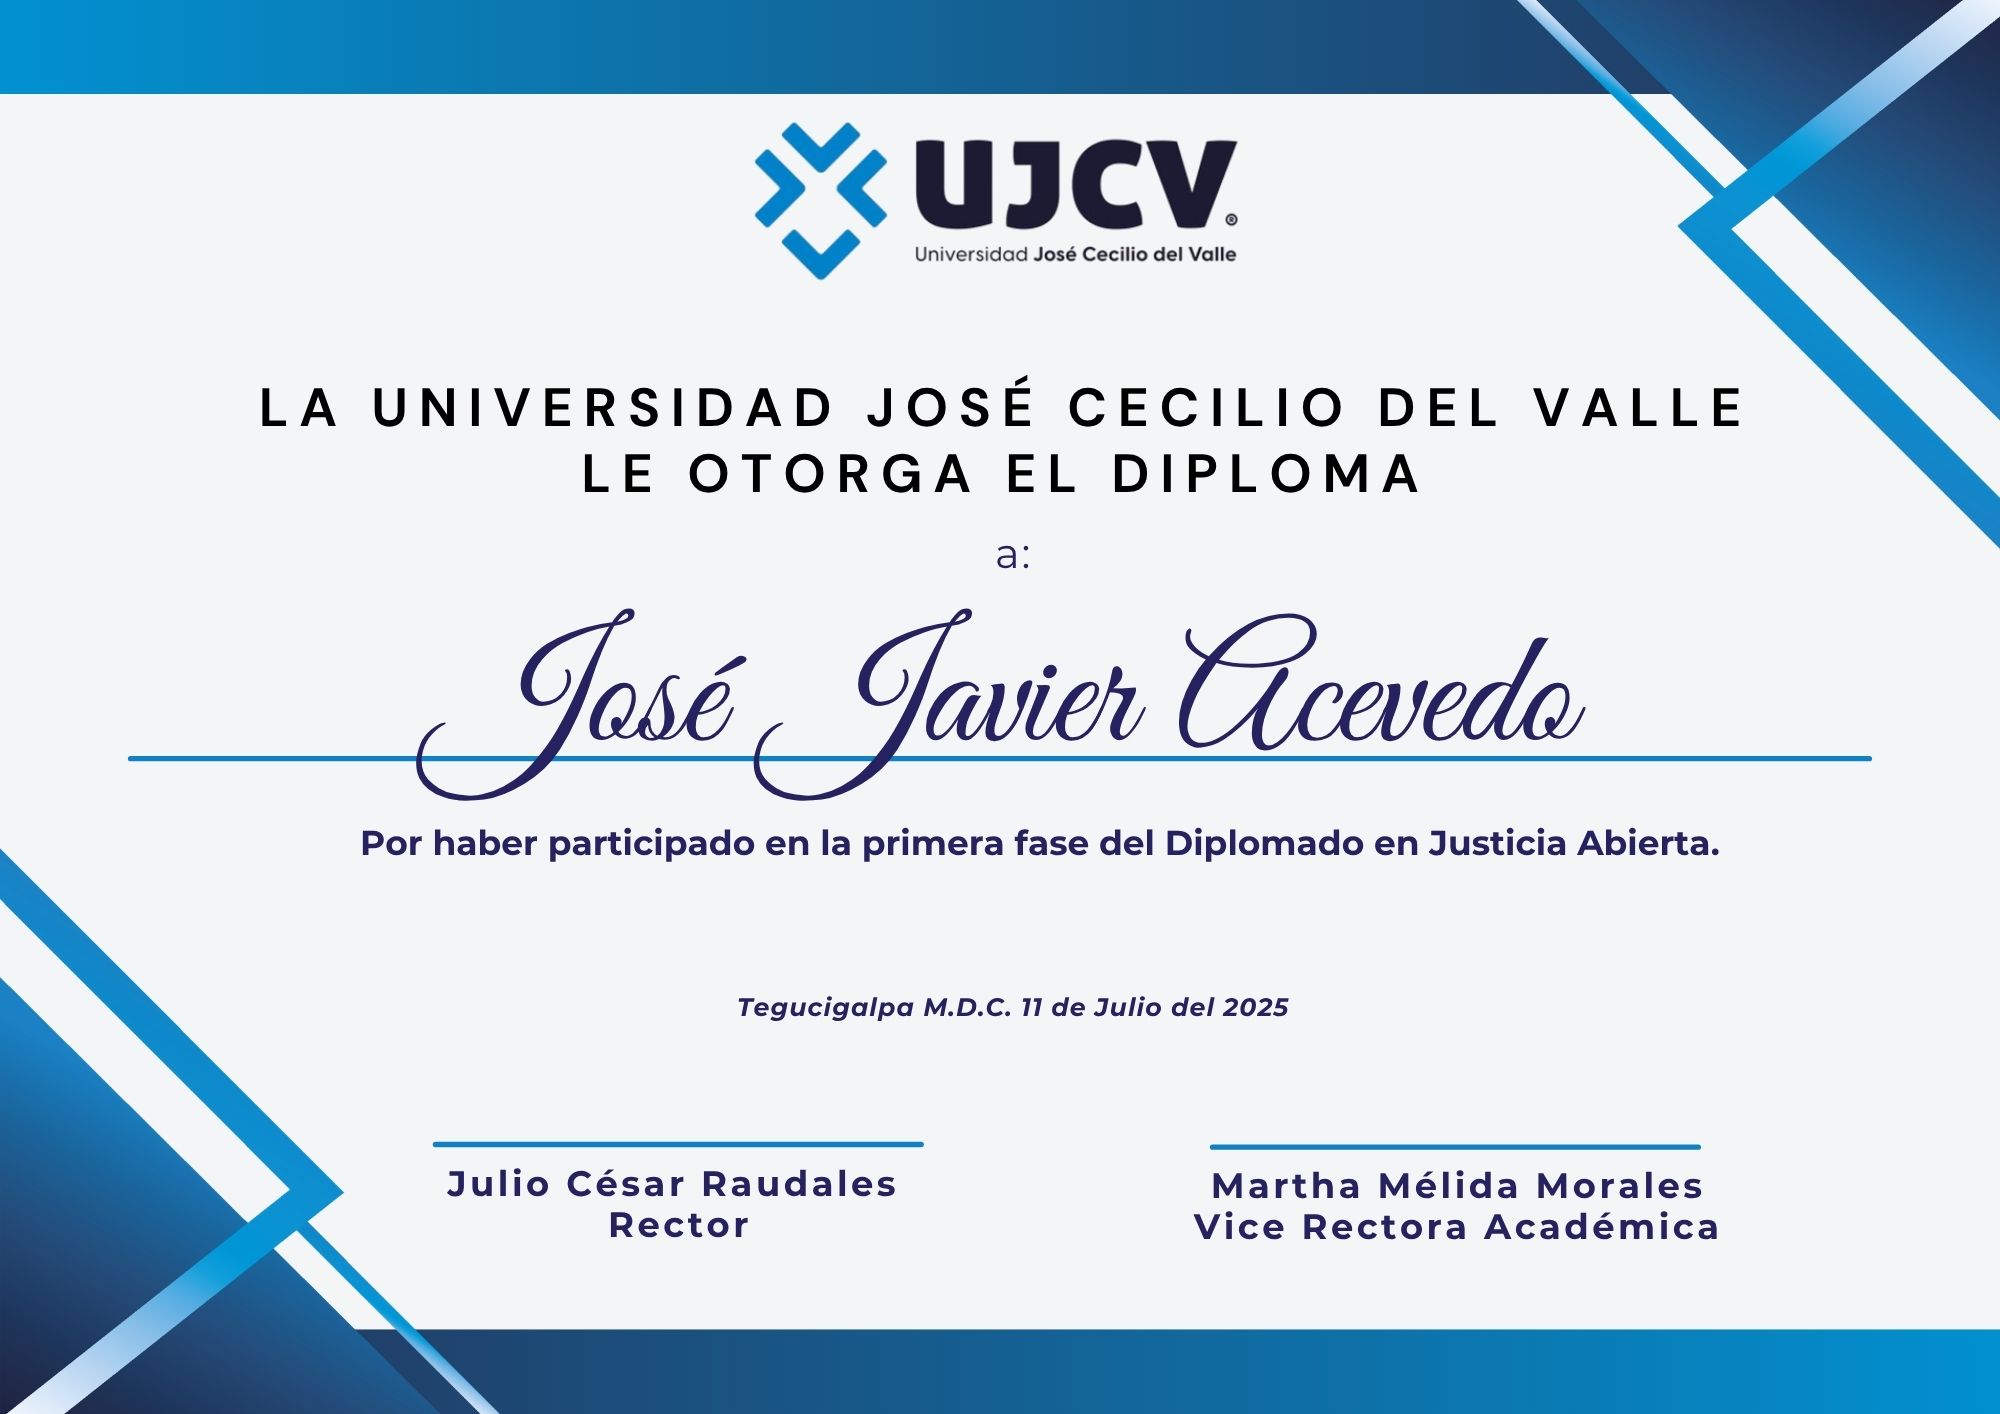 UJCV®
Universidad José Cecilio del Valle
LA UNIVERSIDAD JOSÉ CECILIO DEL VALLE
LE OTORGA EL DIPLOMA
a:
José Javier Acevedo
Por haber participado en la primera fase del Diplomado en Justicia Abierta.
Tegucigalpa M.D.C. 11 de Julio del 2025
Julio César Raudales
Rector
Martha Mélida Morales
Vice Rectora Académica